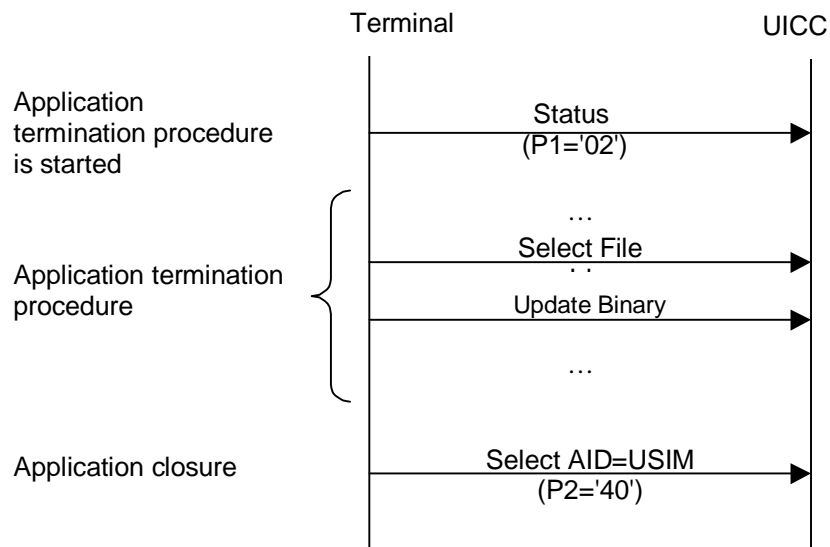 Terminal
UICC
Application
termination procedure
is started
Status
(P1='02')
...
Select File
. .
Application termination
procedure
Update Binary
...
Application closure
Select AID=USIM
(P2='40')